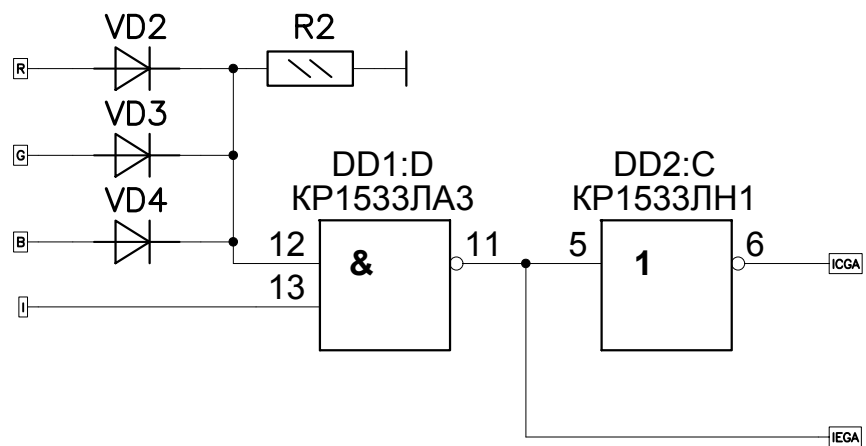 VD2
R2
R
VD3
G
VD4
DD1:D
КР1533ЛА3
DD2:C
КР1533ЛН1
B
12
&
11
5
1
6
ICGA
13
I
IEGA